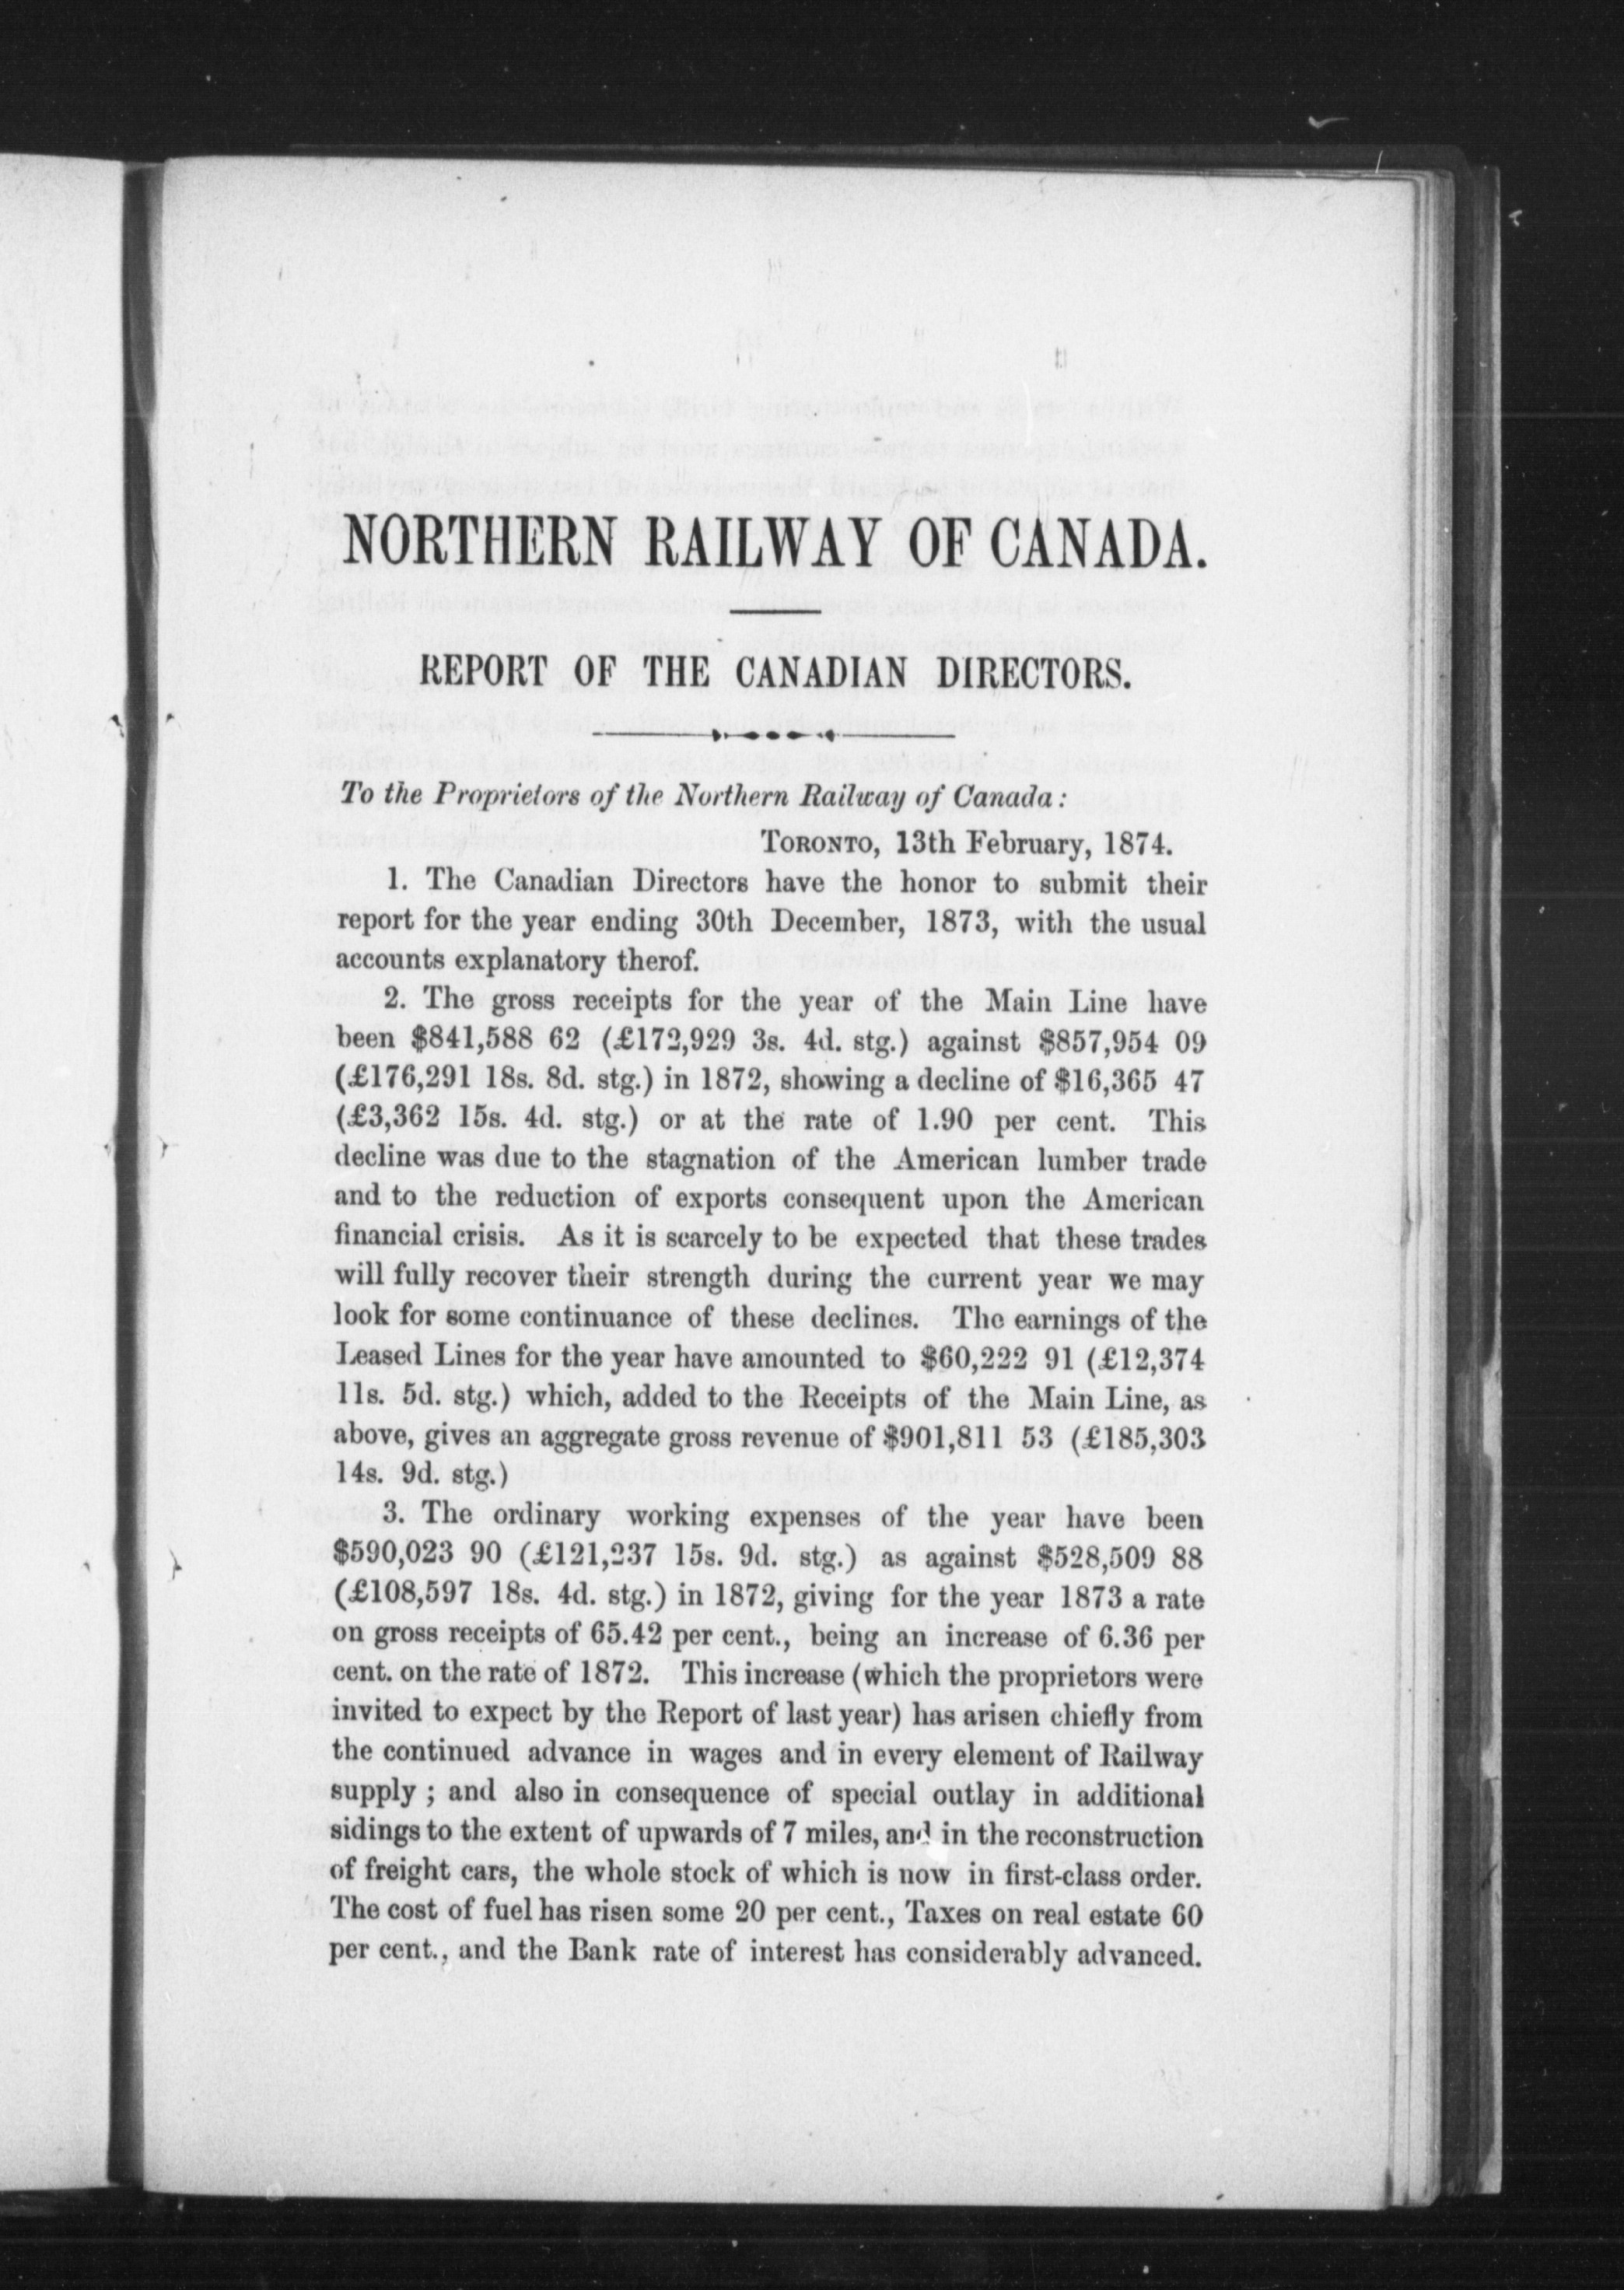 NORTHERN RAILWAY OF CANADA.
REPORT OF THE CANADIAN DIRECTORS.
To the Proprietors of the Northern Railway of Canada:
TORONTO, 13th February, 1874.
1. The Canadian Directors have the honor to submit their
report for the year ending 30th December, 1873, with the usual
accounts explanatory therof.
2. The gross receipts for the year of the Main Line have
been $841,588 62 (£172,929 3s. 4d. stg.) against $857,954 09
(£176,291 18s. 8d. stg.) in 1872, showing a decline of $16,365 47
(£3,362 15s. 4d. stg.) or at the rate of 1.90 per cent. This
decline was due to the stagnation of the American lumber trade
and to the reduction of exports consequent upon the American
financial crisis. As it is scarcely to be expected that these trades
will fully recover their strength during the current year we may
look for some continuance of these declines. The earnings of the
Leased Lines for the year have amounted to $60,222 91 (£12,374
11s. 5d. stg.) which, added to the Receipts of the Main Line, as
above, gives an aggregate gross revenue of $901,811 53 (£185,303
14s. 9d. stg.)
3. The ordinary working expenses of the year have been
$590,023 90 (£121,237 15s. 9d. stg.) as against $528,509 88
(£108,597 18s. 4d. stg.) in 1872, giving for the year 1873 a rate
on gross receipts of 65.42 per cent., being an increase of 6.36 per
cent. on the rate of 1872. This increase (which the proprietors were
invited to expect by the Report of last year) has arisen chiefly from
the continued advance in wages and in every element of Railway
supply ; and also in consequence of special outlay in additional
sidings to the extent of upwards of 7 miles, and in the reconstruction
of freight cars, the whole stock of which is now in first-class order.
The cost of fuel has risen some 20 per cent., Taxes on real estate 60
per cent., and the Bank rate of interest has considerably advanced.